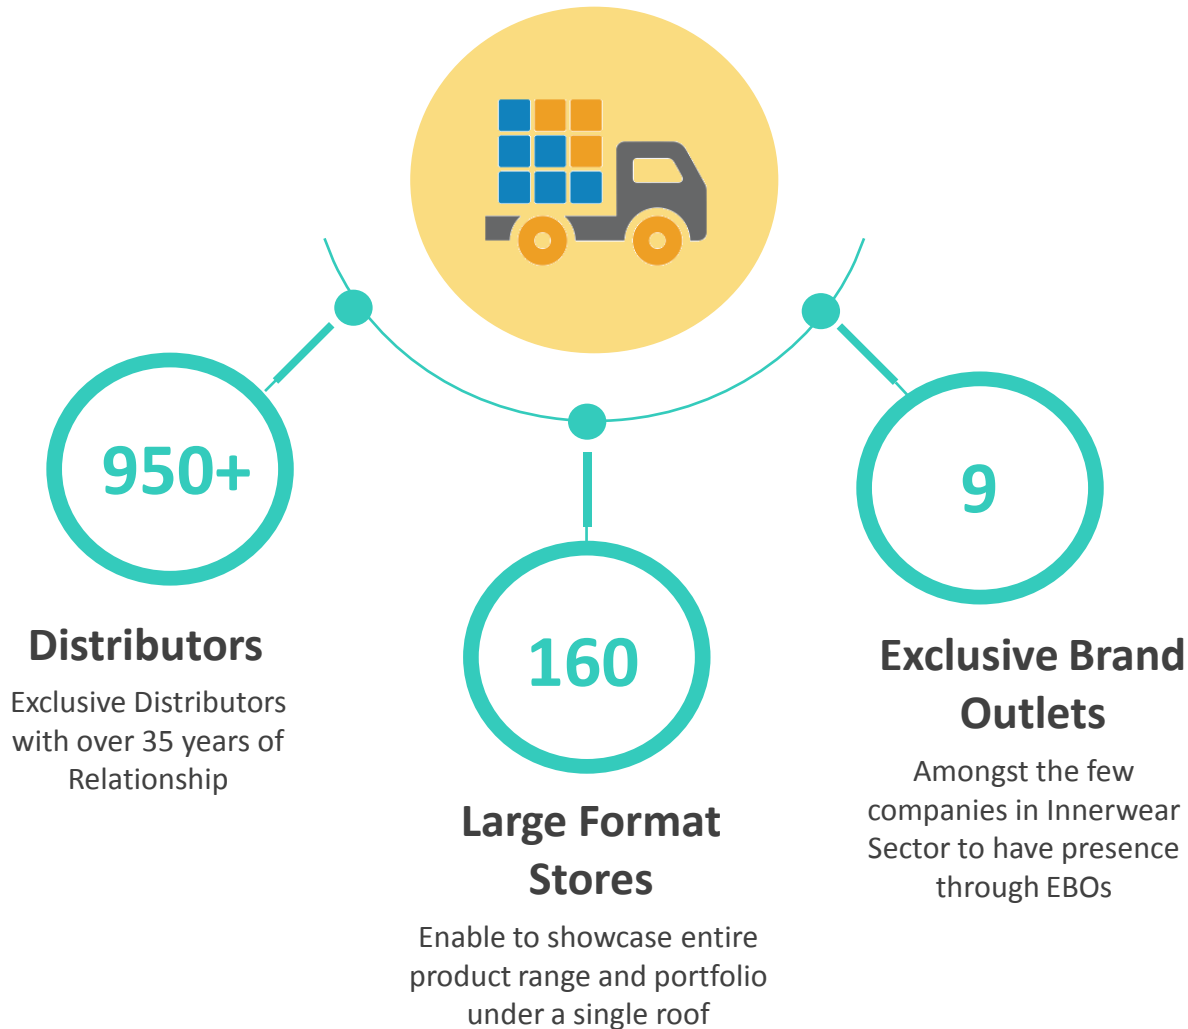 950+
Distributors
Exclusive Distributors
with over 35 years of
Relationship
160
Large Format
Stores
Enable to showcase entire
product range and portfolio
under a single roof
9
Exclusive Brand
Outlets
Amongst the few
companies in Innerwear
Sector to have presence
through EBOs